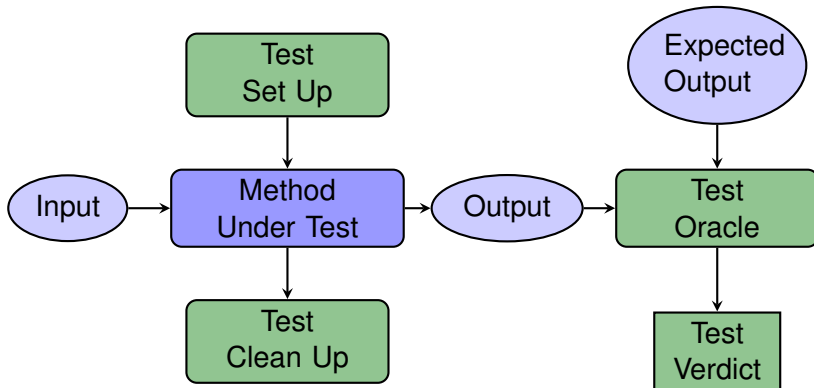 Test
Set Up
Expected
Output
Input
Method
Under Test
Output
Test
Oracle
Test
Clean Up
Test
Verdict